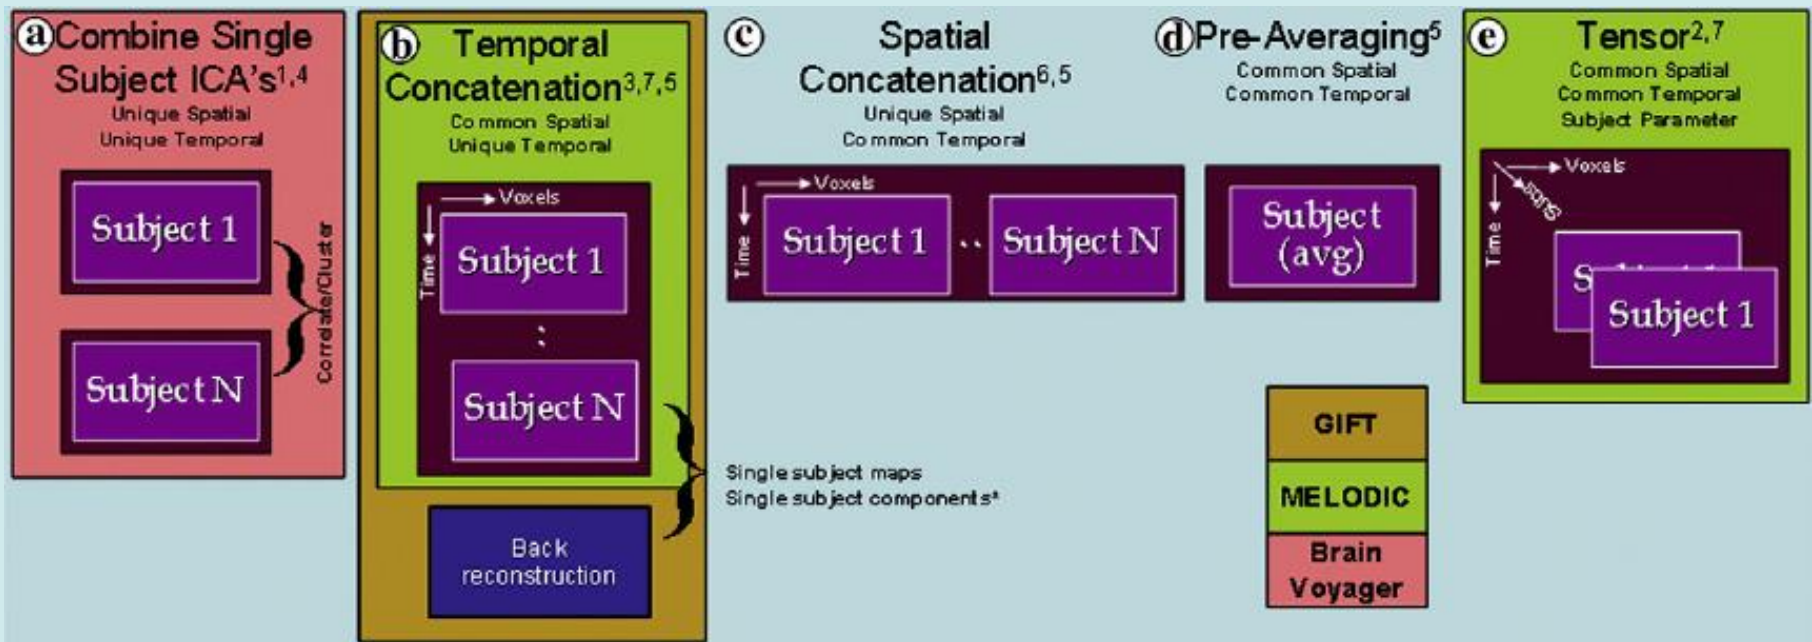 a Combine Single
Subject ICA's1,4
Unique Spatial
Unique Temporal
Subject 1
Subject N
Correlate/Cluster
b Temporal
Concatenation3,7,5
Common Spatial
Unique Temporal
Voxels
Time
Subject 1
:
Subject N
Back
reconstruction
Single subject maps
Single subject components*
c Spatial
Concatenation6,5
Unique Spatial
Common Temporal
Voxels
Time
Subject 1 .. Subject N
d Pre-Averaging5
Common Spatial
Common Temporal
Subject
(avg)
e Tensor2,7
Common Spatial
Common Temporal
Subject Parameter
Voxels
Subjs
Time
Subject 1
GIFT
MELODIC
Brain
Voyager